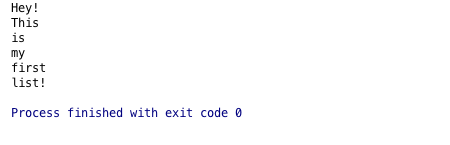 Hey!
This
is
my
first
list!
Process finished with exit code 0